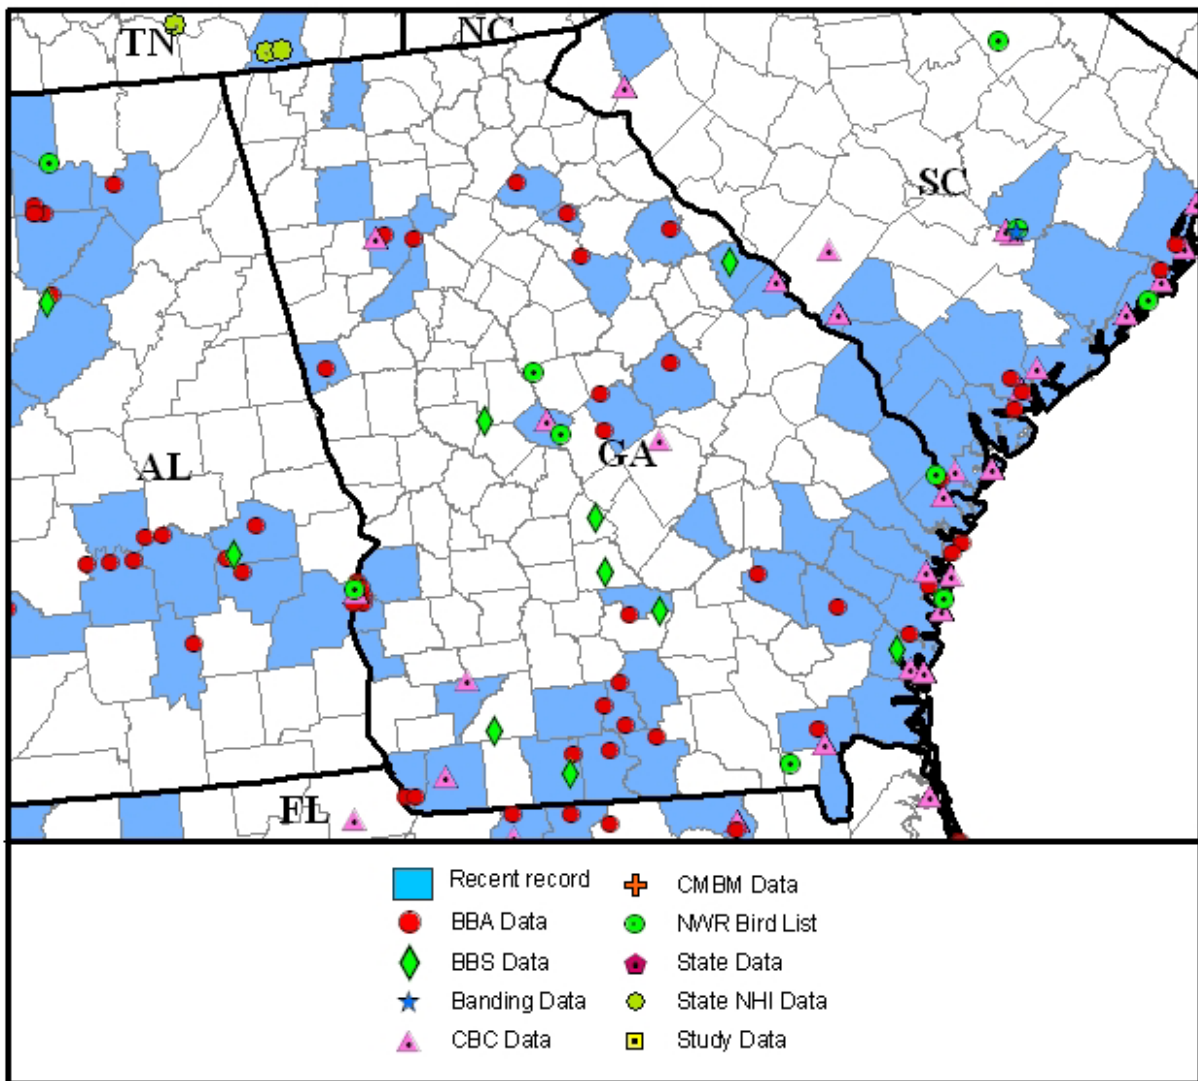 TN
NC
SC
AL
GA
FL
Recent record
CMBM Data
BBA Data
NWR Bird List
BBS Data
State Data
Banding Data
State NHI Data
CBC Data
Study Data